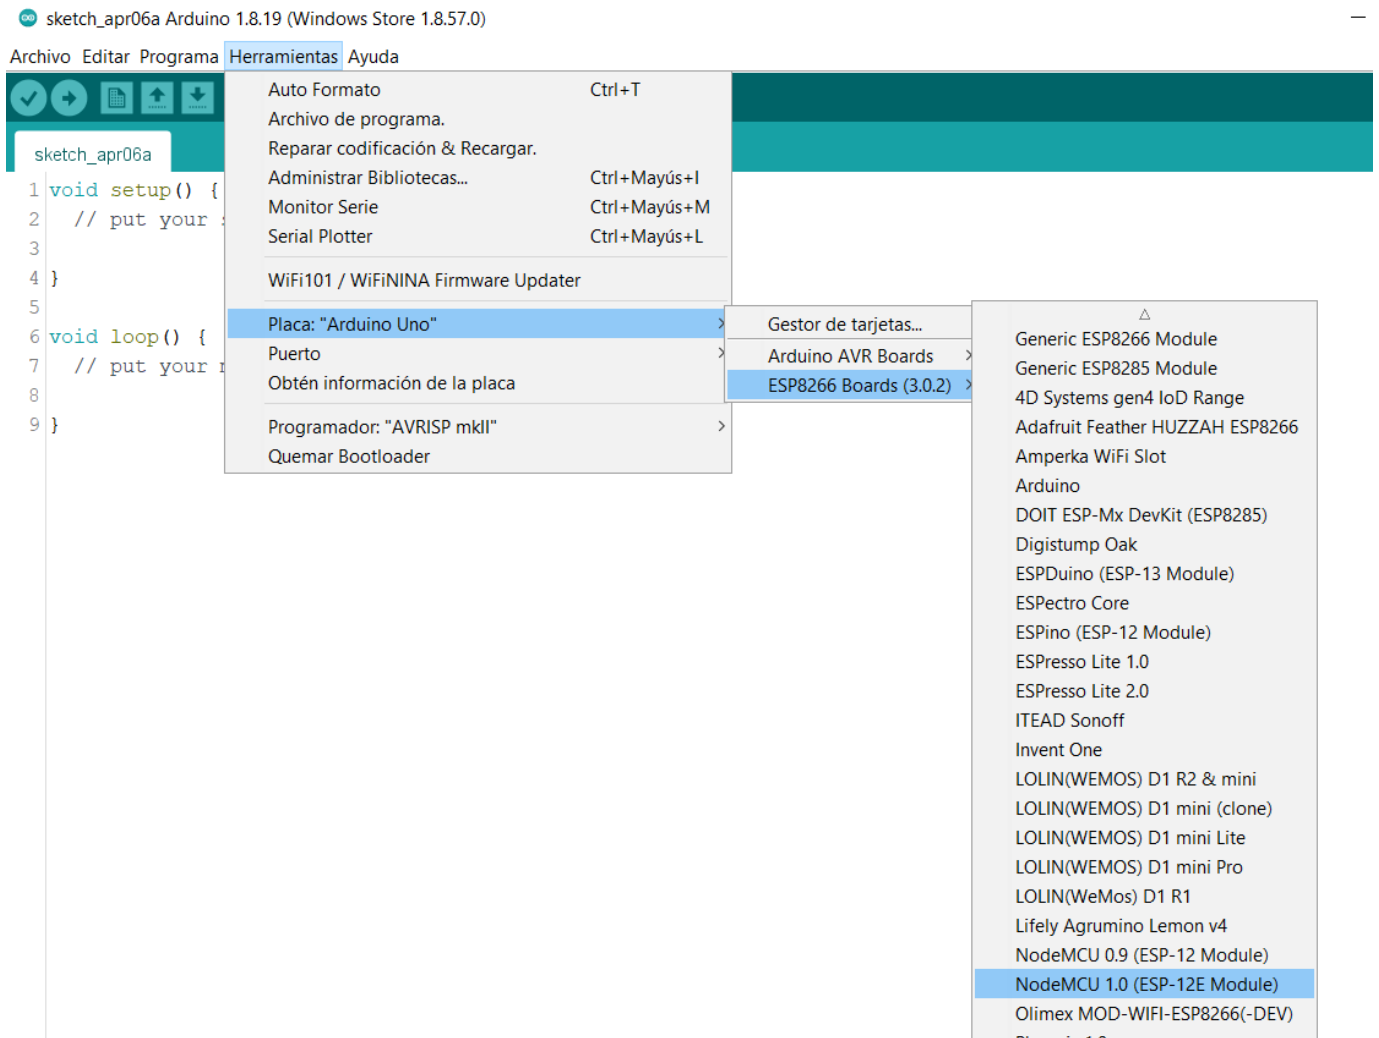 sketch_apr06a Arduino 1.8.19 (Windows Store 1.8.57.0)
Archivo Editar Programa Herramientas Ayuda
sketch_apr06a
1 void setup() {
2 // put your
3
4 }
5
6 void loop() {
7 // put your
8
9 }
Auto Formato Ctrl+T
Archivo de programa.
Reparar codificación & Recargar.
Administrar Bibliotecas... Ctrl+Mayús+I
Monitor Serie Ctrl+Mayús+M
Serial Plotter Ctrl+Mayús+L
WiFi101 / WiFiNINA Firmware Updater
Placa: "Arduino Uno"
Puerto
Obtén información de la placa
Programador: "AVRISP mkII"
Quemar Bootloader
Gestor de tarjetas...
Arduino AVR Boards
ESP8266 Boards (3.0.2)
Generic ESP8266 Module
Generic ESP8285 Module
4D Systems gen4 IoD Range
Adafruit Feather HUZZAH ESP8266
Amperka WiFi Slot
Arduino
DOIT ESP-Mx DevKit (ESP8285)
Digistump Oak
ESPDuino (ESP-13 Module)
ESPectro Core
ESPino (ESP-12 Module)
ESPresso Lite 1.0
ESPresso Lite 2.0
ITEAD Sonoff
Invent One
LOLIN(WEMOS) D1 R2 & mini
LOLIN(WEMOS) D1 mini (clone)
LOLIN(WEMOS) D1 mini Lite
LOLIN(WEMOS) D1 mini Pro
LOLIN(WeMos) D1 R1
Lifely Agrumino Lemon v4
NodeMCU 0.9 (ESP-12 Module)
NodeMCU 1.0 (ESP-12E Module)
Olimex MOD-WIFI-ESP8266(-DEV)